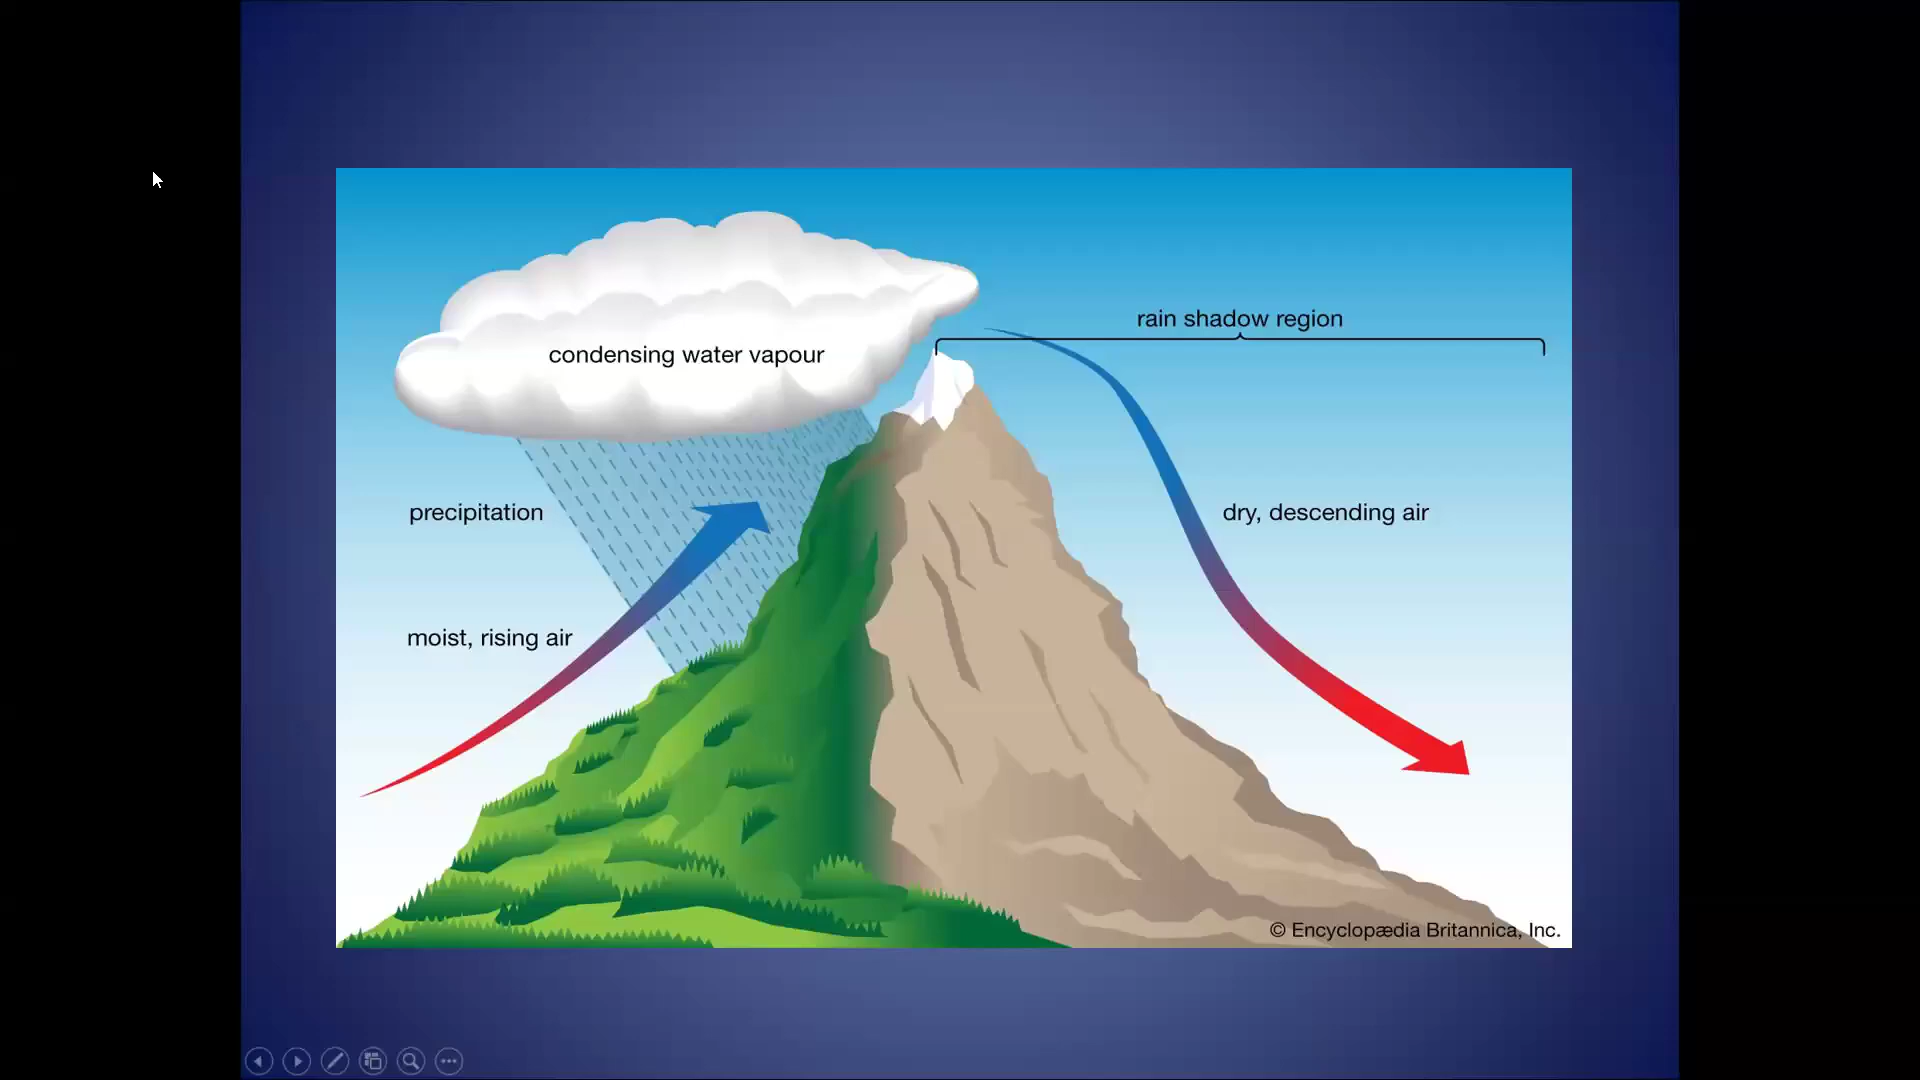 rain shadow region
condensing water vapour
precipitation
dry, descending air
moist, rising air
© Encyclopædia Britannica, Inc.